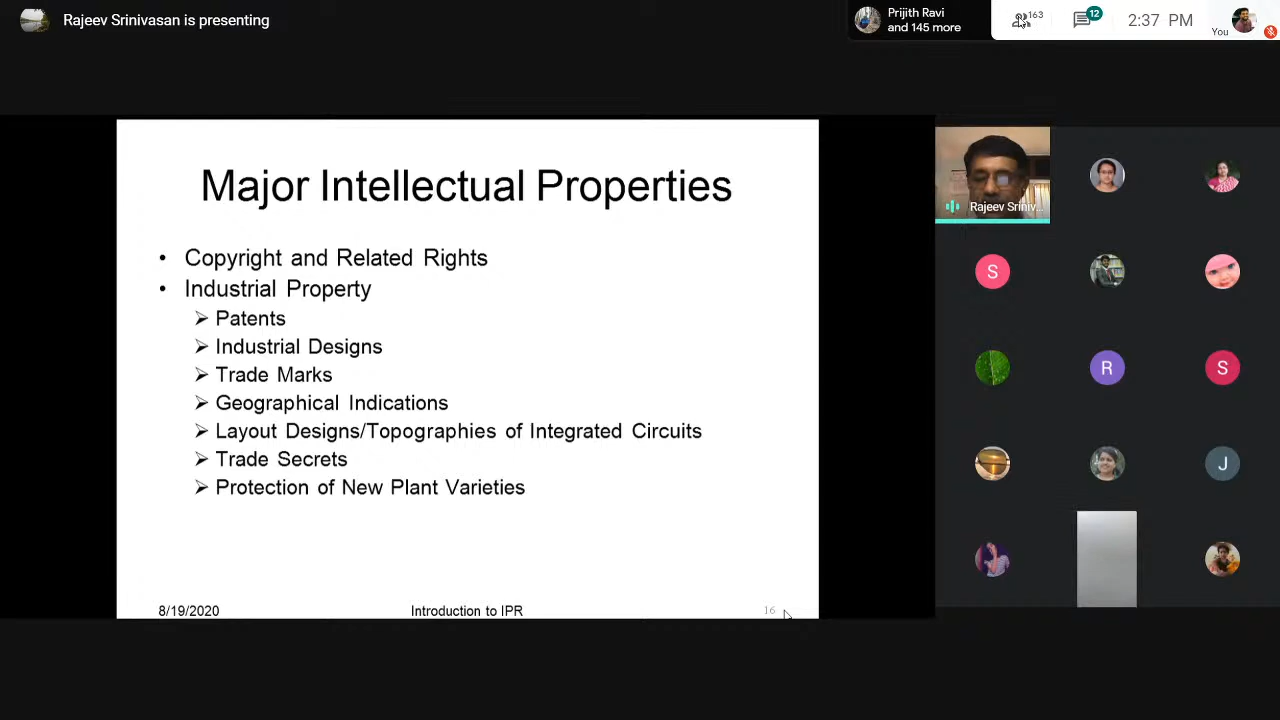 Rajeev Srinivasan is presenting
Prijith Ravi
and 145 more
163
12
2:37 PM
You
Major Intellectual Properties
• Copyright and Related Rights
• Industrial Property
➢ Patents
➢ Industrial Designs
➢ Trade Marks
➢ Geographical Indications
➢ Layout Designs/Topographies of Integrated Circuits
➢ Trade Secrets
➢ Protection of New Plant Varieties
8/19/2020
Introduction to IPR
16
Rajeev Sriniv...
S
R
S
J